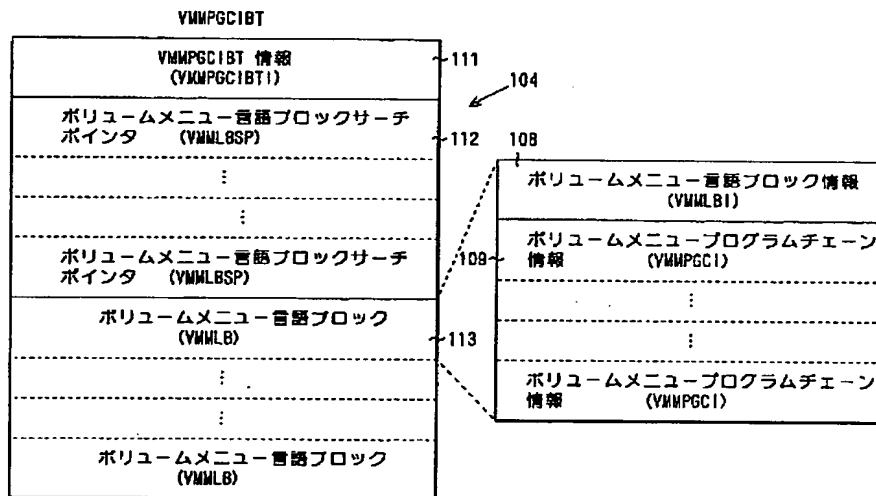 VMMPGCIBT
VMMPGCIBT 情報
(VMMPGCIBTI)
111
104
ボリュームメニュー言語ブロックサーチ
ポインタ (VMMLBSP)
112
⋮
⋮
ボリュームメニュー言語ブロックサーチ
ポインタ (VMMLBSP)
ボリュームメニュー言語ブロック
(VMMLB)
113
⋮
⋮
ボリュームメニュー言語ブロック
(VMMLB)
108
ボリュームメニュー言語ブロック情報
(VMMLBI)
109
ボリュームメニュープログラムチェーン
情報 (VMMPGCI)
⋮
⋮
ボリュームメニュープログラムチェーン
情報 (VMMPGCI)